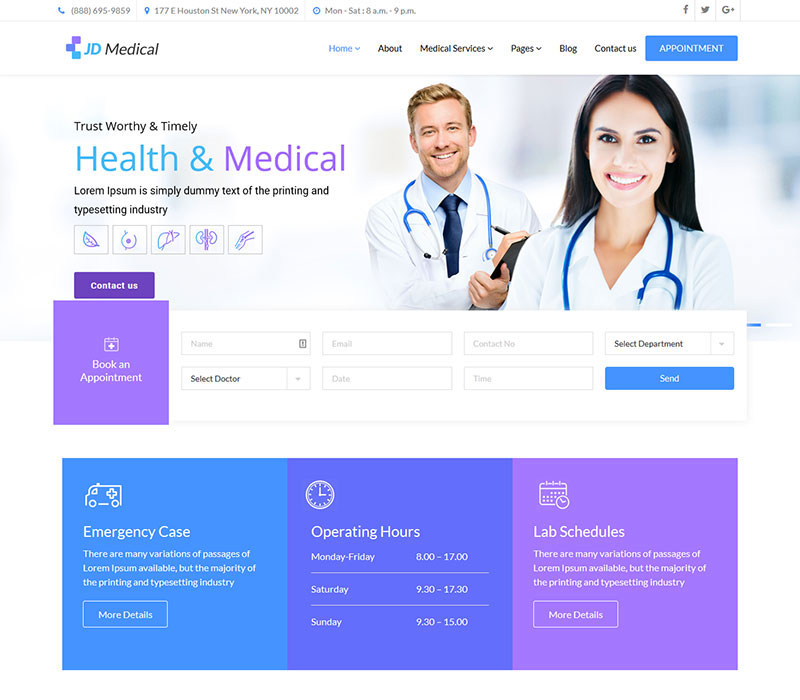 (888) 695-9859
177 E Houston St New York, NY 10002
Mon - Sat : 8 a.m. - 9 p.m.
G+
JD Medical
Home
About
Medical Services
Pages
Blog
Contact us
APPOINTMENT
Trust Worthy & Timely
Health & Medical
Lorem Ipsum is simply dummy text of the printing and
typesetting industry
Contact us
Book an
Appointment
Name
Email
Contact No
Select Department
Select Doctor
Date
Time
Send
Emergency Case
There are many variations of passages of
Lorem Ipsum available, but the majority of
the printing and typesetting industry
More Details
Operating Hours
Monday-Friday 8.00 – 17.00
Saturday 9.30 – 17.30
Sunday 9.30 – 15.00
Lab Schedules
There are many variations of passages of
Lorem Ipsum available, but the majority of
the printing and typesetting industry
More Details